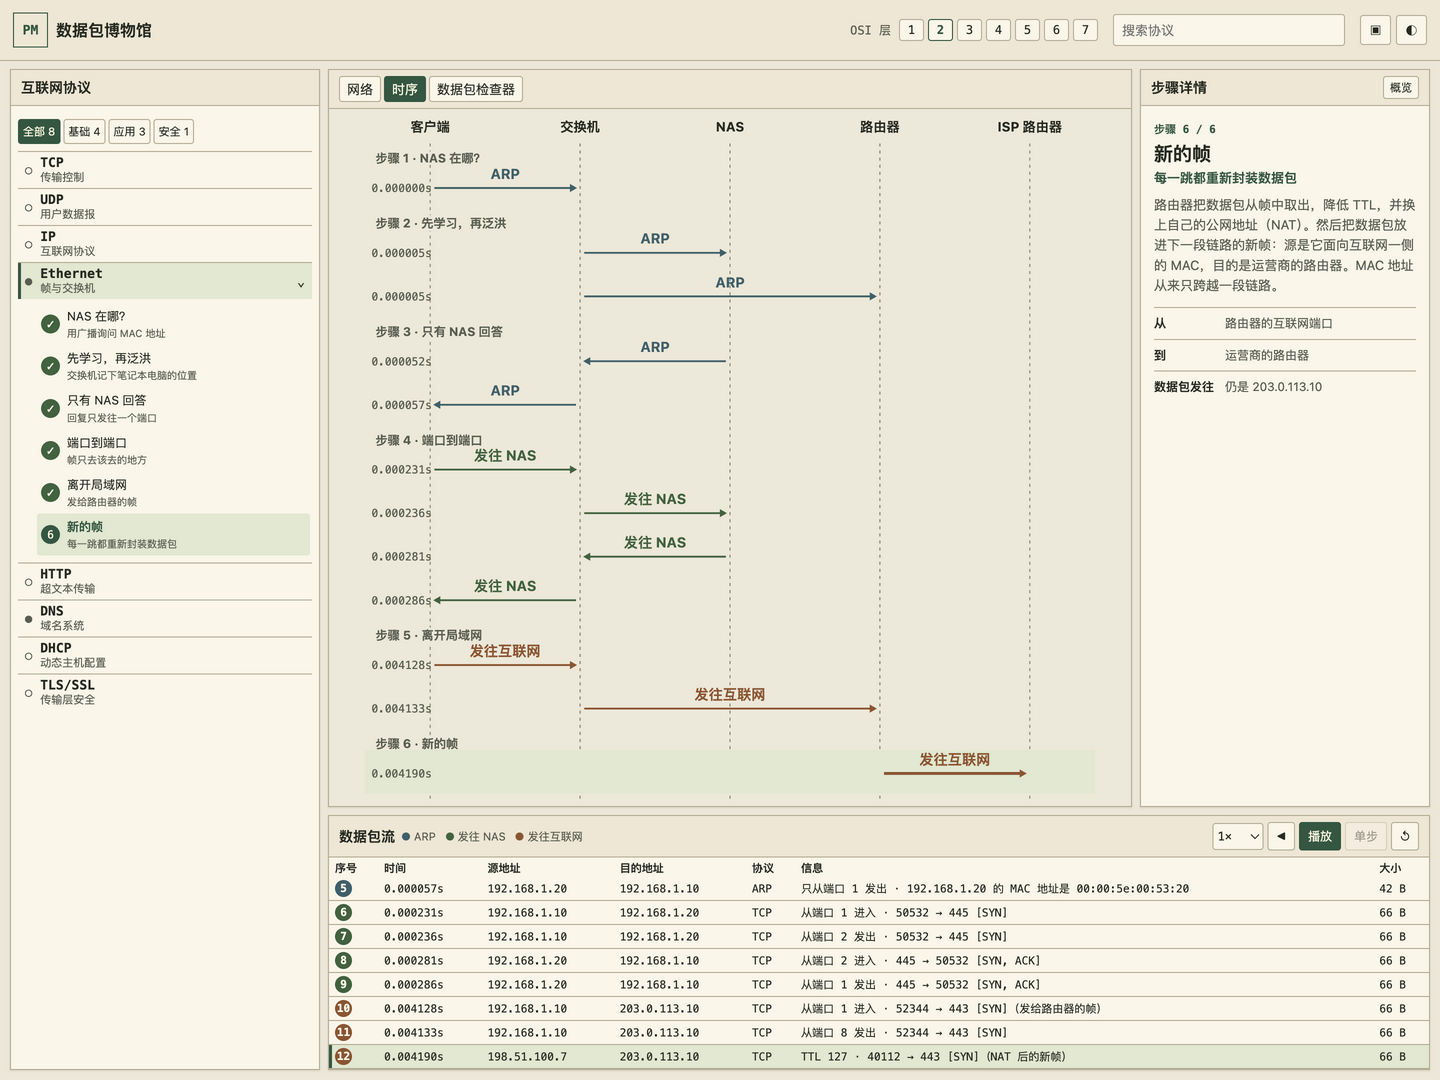 PM 数据包博物馆
OSI 层 1 2 3 4 5 6 7 搜索协议
互联网协议
全部 8 基础 4 应用 3 安全 1
TCP
传输控制
UDP
用户数据报
IP
互联网协议
Ethernet
帧与交换机
NAS 在哪?
用广播询问 MAC 地址
先学习，再泛洪
交换机记下笔记本电脑的位置
只有 NAS 回答
回复只发往一个端口
端口到端口
帧只去该去的地方
离开局域网
发给路由器的帧
6 新的帧
每一跳都重新封装数据包
HTTP
超文本传输
DNS
域名系统
DHCP
动态主机配置
TLS/SSL
传输层安全
网络 时序 数据包检查器
客户端 交换机 NAS 路由器 ISP 路由器
步骤 1 · NAS 在哪?
ARP
0.000000s
步骤 2 · 先学习，再泛洪
ARP
0.000005s
ARP
0.000005s
步骤 3 · 只有 NAS 回答
ARP
0.000052s
ARP
0.000057s
步骤 4 · 端口到端口
发往 NAS
0.000231s
发往 NAS
0.000236s
发往 NAS
0.000281s
发往 NAS
0.000286s
步骤 5 · 离开局域网
发往互联网
0.004128s
发往互联网
0.004133s
步骤 6 · 新的帧
发往互联网
0.004190s
步骤详情 概览
步骤 6 / 6
新的帧
每一跳都重新封装数据包
路由器把数据包从帧中取出，降低 TTL，并换
上自己的公网地址（NAT）。然后把数据包放
进下一段链路的新帧：源是它面向互联网一侧
的 MAC，目的是运营商的路由器。MAC 地址
从来只跨越一段链路。
从 路由器的互联网端口
到 运营商的路由器
数据包发往 仍是 203.0.113.10
数据包流 ARP 发往 NAS 发往互联网 1× 播放 单步
序号 时间 源地址 目的地址 协议 信息 大小
5 0.000057s 192.168.1.20 192.168.1.10 ARP 只从端口 1 发出 · 192.168.1.20 的 MAC 地址是 00:00:5e:00:53:20 42 B
6 0.000231s 192.168.1.10 192.168.1.20 TCP 从端口 1 进入 · 50532 → 445 [SYN] 66 B
7 0.000236s 192.168.1.10 192.168.1.20 TCP 从端口 2 发出 · 50532 → 445 [SYN] 66 B
8 0.000281s 192.168.1.20 192.168.1.10 TCP 从端口 2 进入 · 445 → 50532 [SYN, ACK] 66 B
9 0.000286s 192.168.1.20 192.168.1.10 TCP 从端口 1 发出 · 445 → 50532 [SYN, ACK] 66 B
10 0.004128s 192.168.1.10 203.0.113.10 TCP 从端口 1 进入 · 52344 → 443 [SYN]（发给路由器的帧） 66 B
11 0.004133s 192.168.1.10 203.0.113.10 TCP 从端口 8 发出 · 52344 → 443 [SYN] 66 B
12 0.004190s 198.51.100.7 203.0.113.10 TCP TTL 127 · 40112 → 443 [SYN]（NAT 后的新帧） 66 B